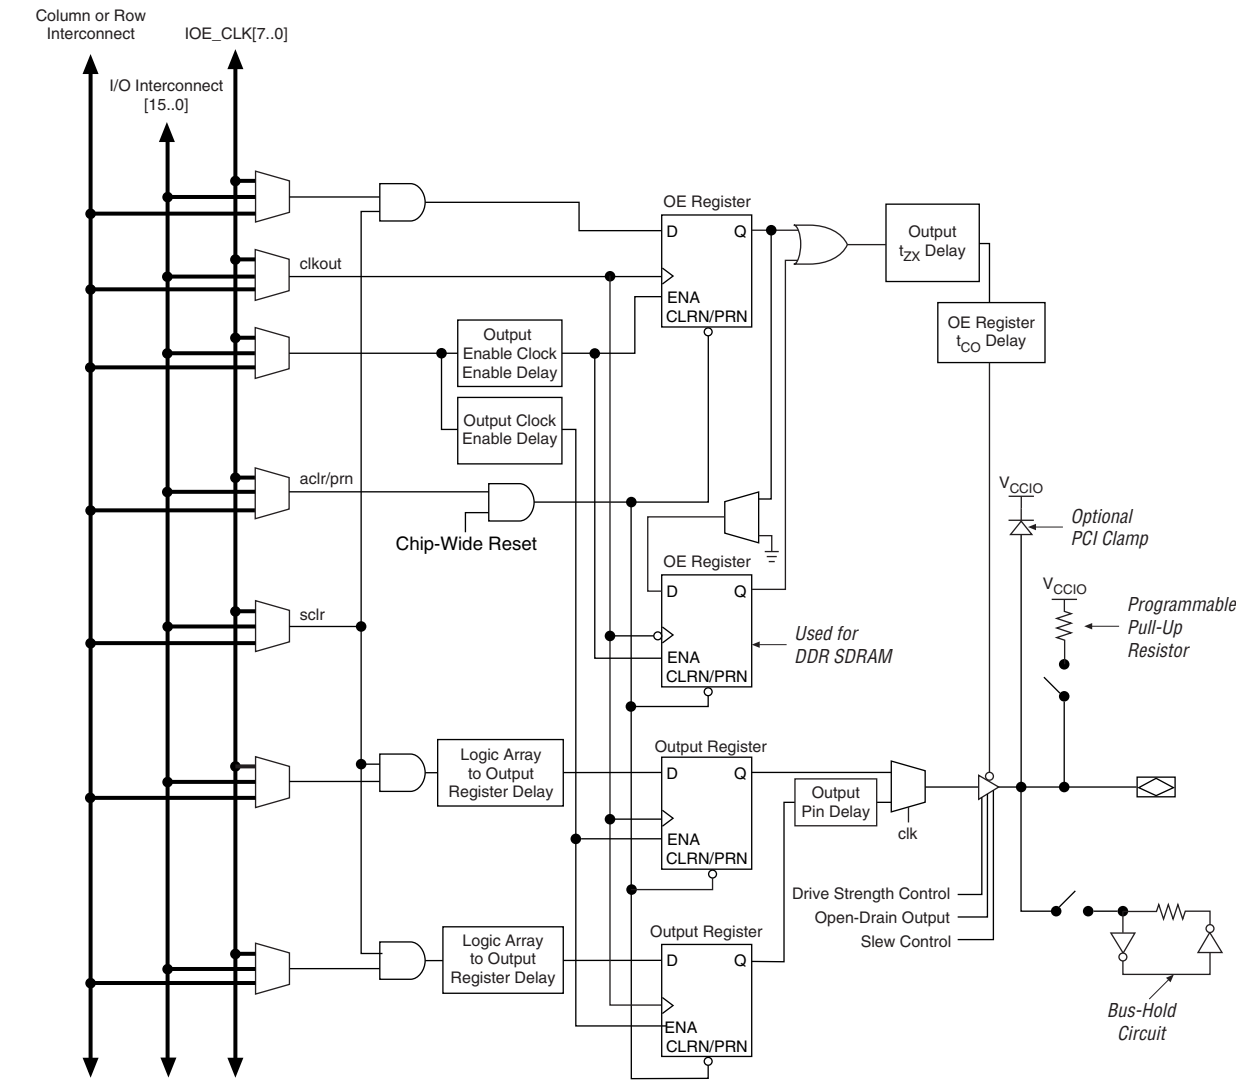 Column or Row
Interconnect
IOE_CLK[7..0]
I/O Interconnect
[15..0]
OE Register
D
Q
ENA
CLRN/PRN
clkout
Output
t_ZX Delay
OE Register
t_CO Delay
Output
Enable Clock
Enable Delay
Output Clock
Enable Delay
aclr/prn
Chip-Wide Reset
V_CCIO
Optional
PCI Clamp
OE Register
D
Q
ENA
CLRN/PRN
Used for
DDR SDRAM
V_CCIO
Programmable
Pull-Up
Resistor
sclr
Logic Array
to Output
Register Delay
Output Register
D
Q
ENA
CLRN/PRN
Output
Pin Delay
clk
Drive Strength Control
Open-Drain Output
Slew Control
Logic Array
to Output
Register Delay
Output Register
D
Q
ENA
CLRN/PRN
Bus-Hold
Circuit